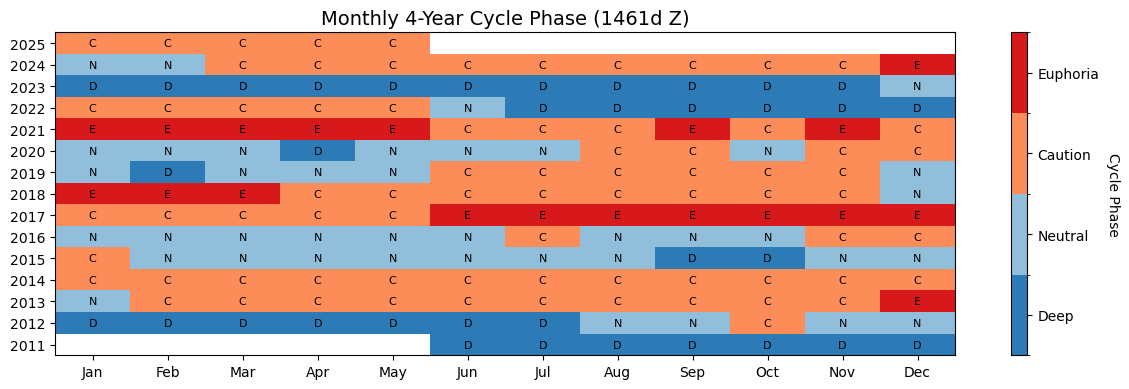 Monthly 4-Year Cycle Phase (1461d Z)
2025 C C C C C
2024 N N C C C C C C C C C E
2023 D D D D D D D D D D D N
2022 C C C C C N D D D D D D
2021 E E E E E C C C E C E C
2020 N N N D N N N C C N C C
2019 N D N N N C C C C C C N
2018 E E E C C C C C C C C N
2017 C C C C C E E E E E E E
2016 N N N N N N C N N N C C
2015 C N N N N N N N D D N N
2014 C C C C C C C C C C C C
2013 N C C C C C C C C C C E
2012 D D D D D D D N N C N N
2011 D D D D D D D
Jan Feb Mar Apr May Jun Jul Aug Sep Oct Nov Dec
Euphoria
Caution
Neutral
Deep
Cycle Phase